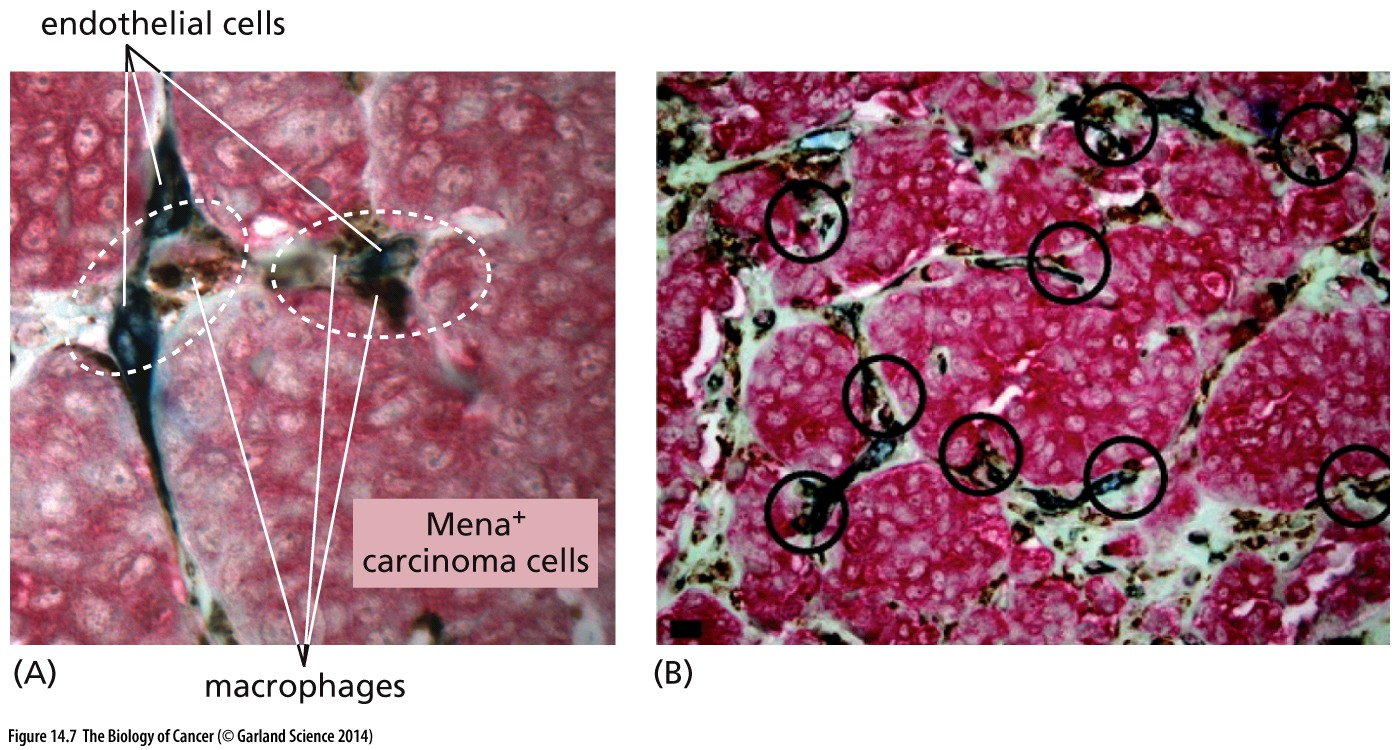 endothelial cells
Mena⁺
carcinoma cells
(A)
macrophages
(B)
Figure 14.7 The Biology of Cancer (© Garland Science 2014)